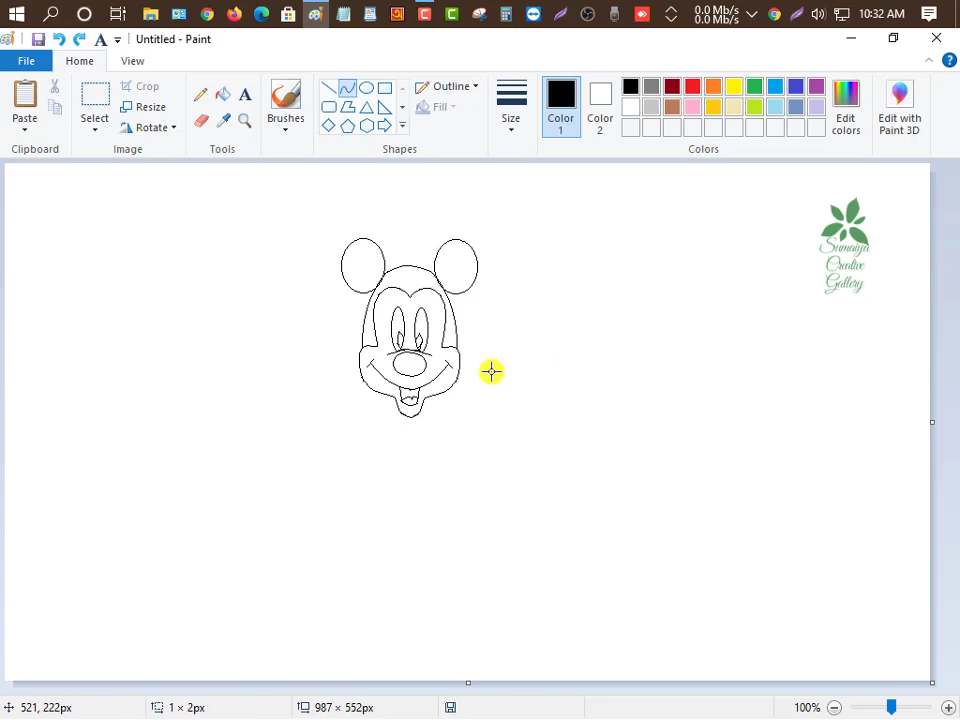 0.0 Mb/s
0.0 Mb/s
10:32 AM
Untitled - Paint
File
Home
View
Paste
Clipboard
Select
Crop
Resize
Rotate
Image
A
Tools
Brushes
Shapes
Outline
Fill
Size
Color 1
Color 2
Colors
Edit colors
Edit with Paint 3D
Sumaiya
Creative
Gallery
521, 222px
1 × 2px
987 × 552px
100%